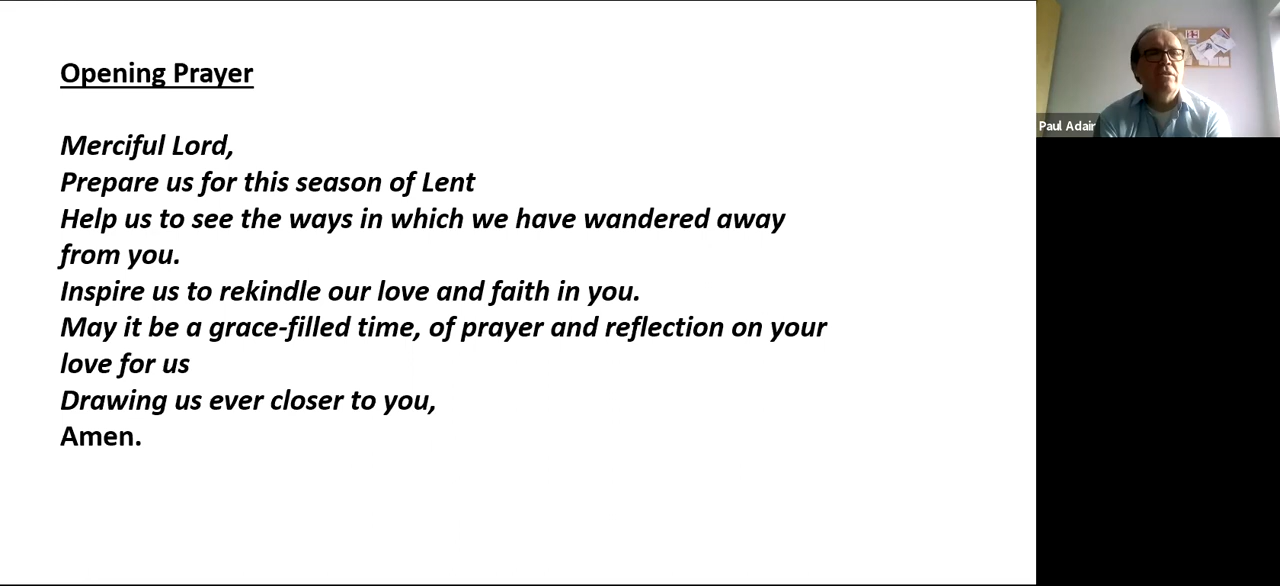 Opening Prayer
Merciful Lord,
Prepare us for this season of Lent
Help us to see the ways in which we have wandered away
from you.
Inspire us to rekindle our love and faith in you.
May it be a grace-filled time, of prayer and reflection on your
love for us
Drawing us ever closer to you,
Amen.
Paul Adair